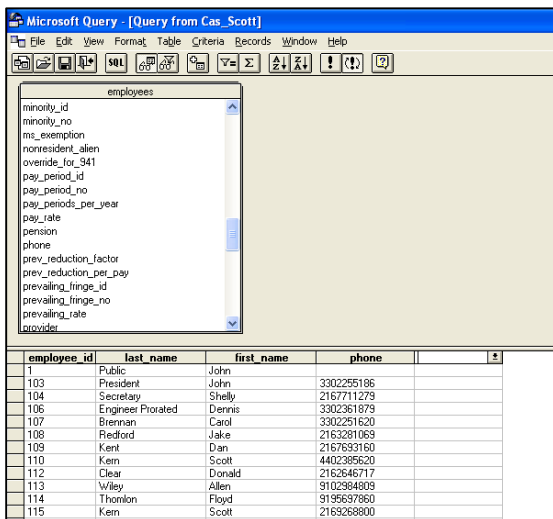 Microsoft Query - [Query from Cas_Scott]
File Edit View Format Table Criteria Records Window Help
SQL
employees
minority_id
minority_no
ms_exemption
nonresident_alien
override_for_941
pay_period_id
pay_period_no
pay_periods_per_year
pay_rate
pension
phone
prev_reduction_factor
prev_reduction_per_pay
prevailing_fringe_id
prevailing_fringe_no
prevailing_rate
provider
employee_id last_name first_name phone
1 Public John
103 President John 3302255186
104 Secretary Shelly 2167711279
106 Engineer Prorated Dennis 3302361879
107 Brennan Carol 3302251620
108 Redford Jake 2163281069
109 Kent Dan 2167693160
110 Kern Scott 4402385620
112 Clear Donald 2162646717
113 Wiley Allen 9102984809
114 Thomlon Floyd 9195697860
115 Kern Scott 2169268800